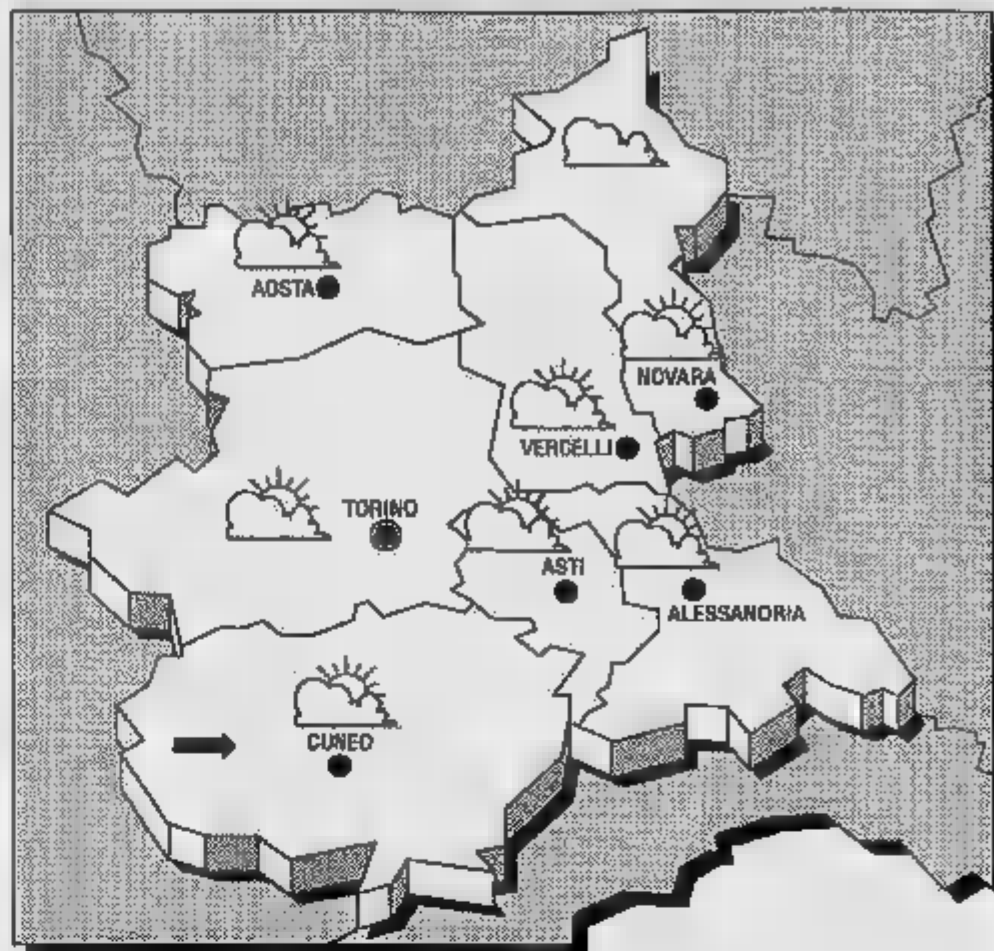 AOSTA
NOVARA
VERCELLI
TORINO
ASTI
ALESSANDRIA
CUNEO